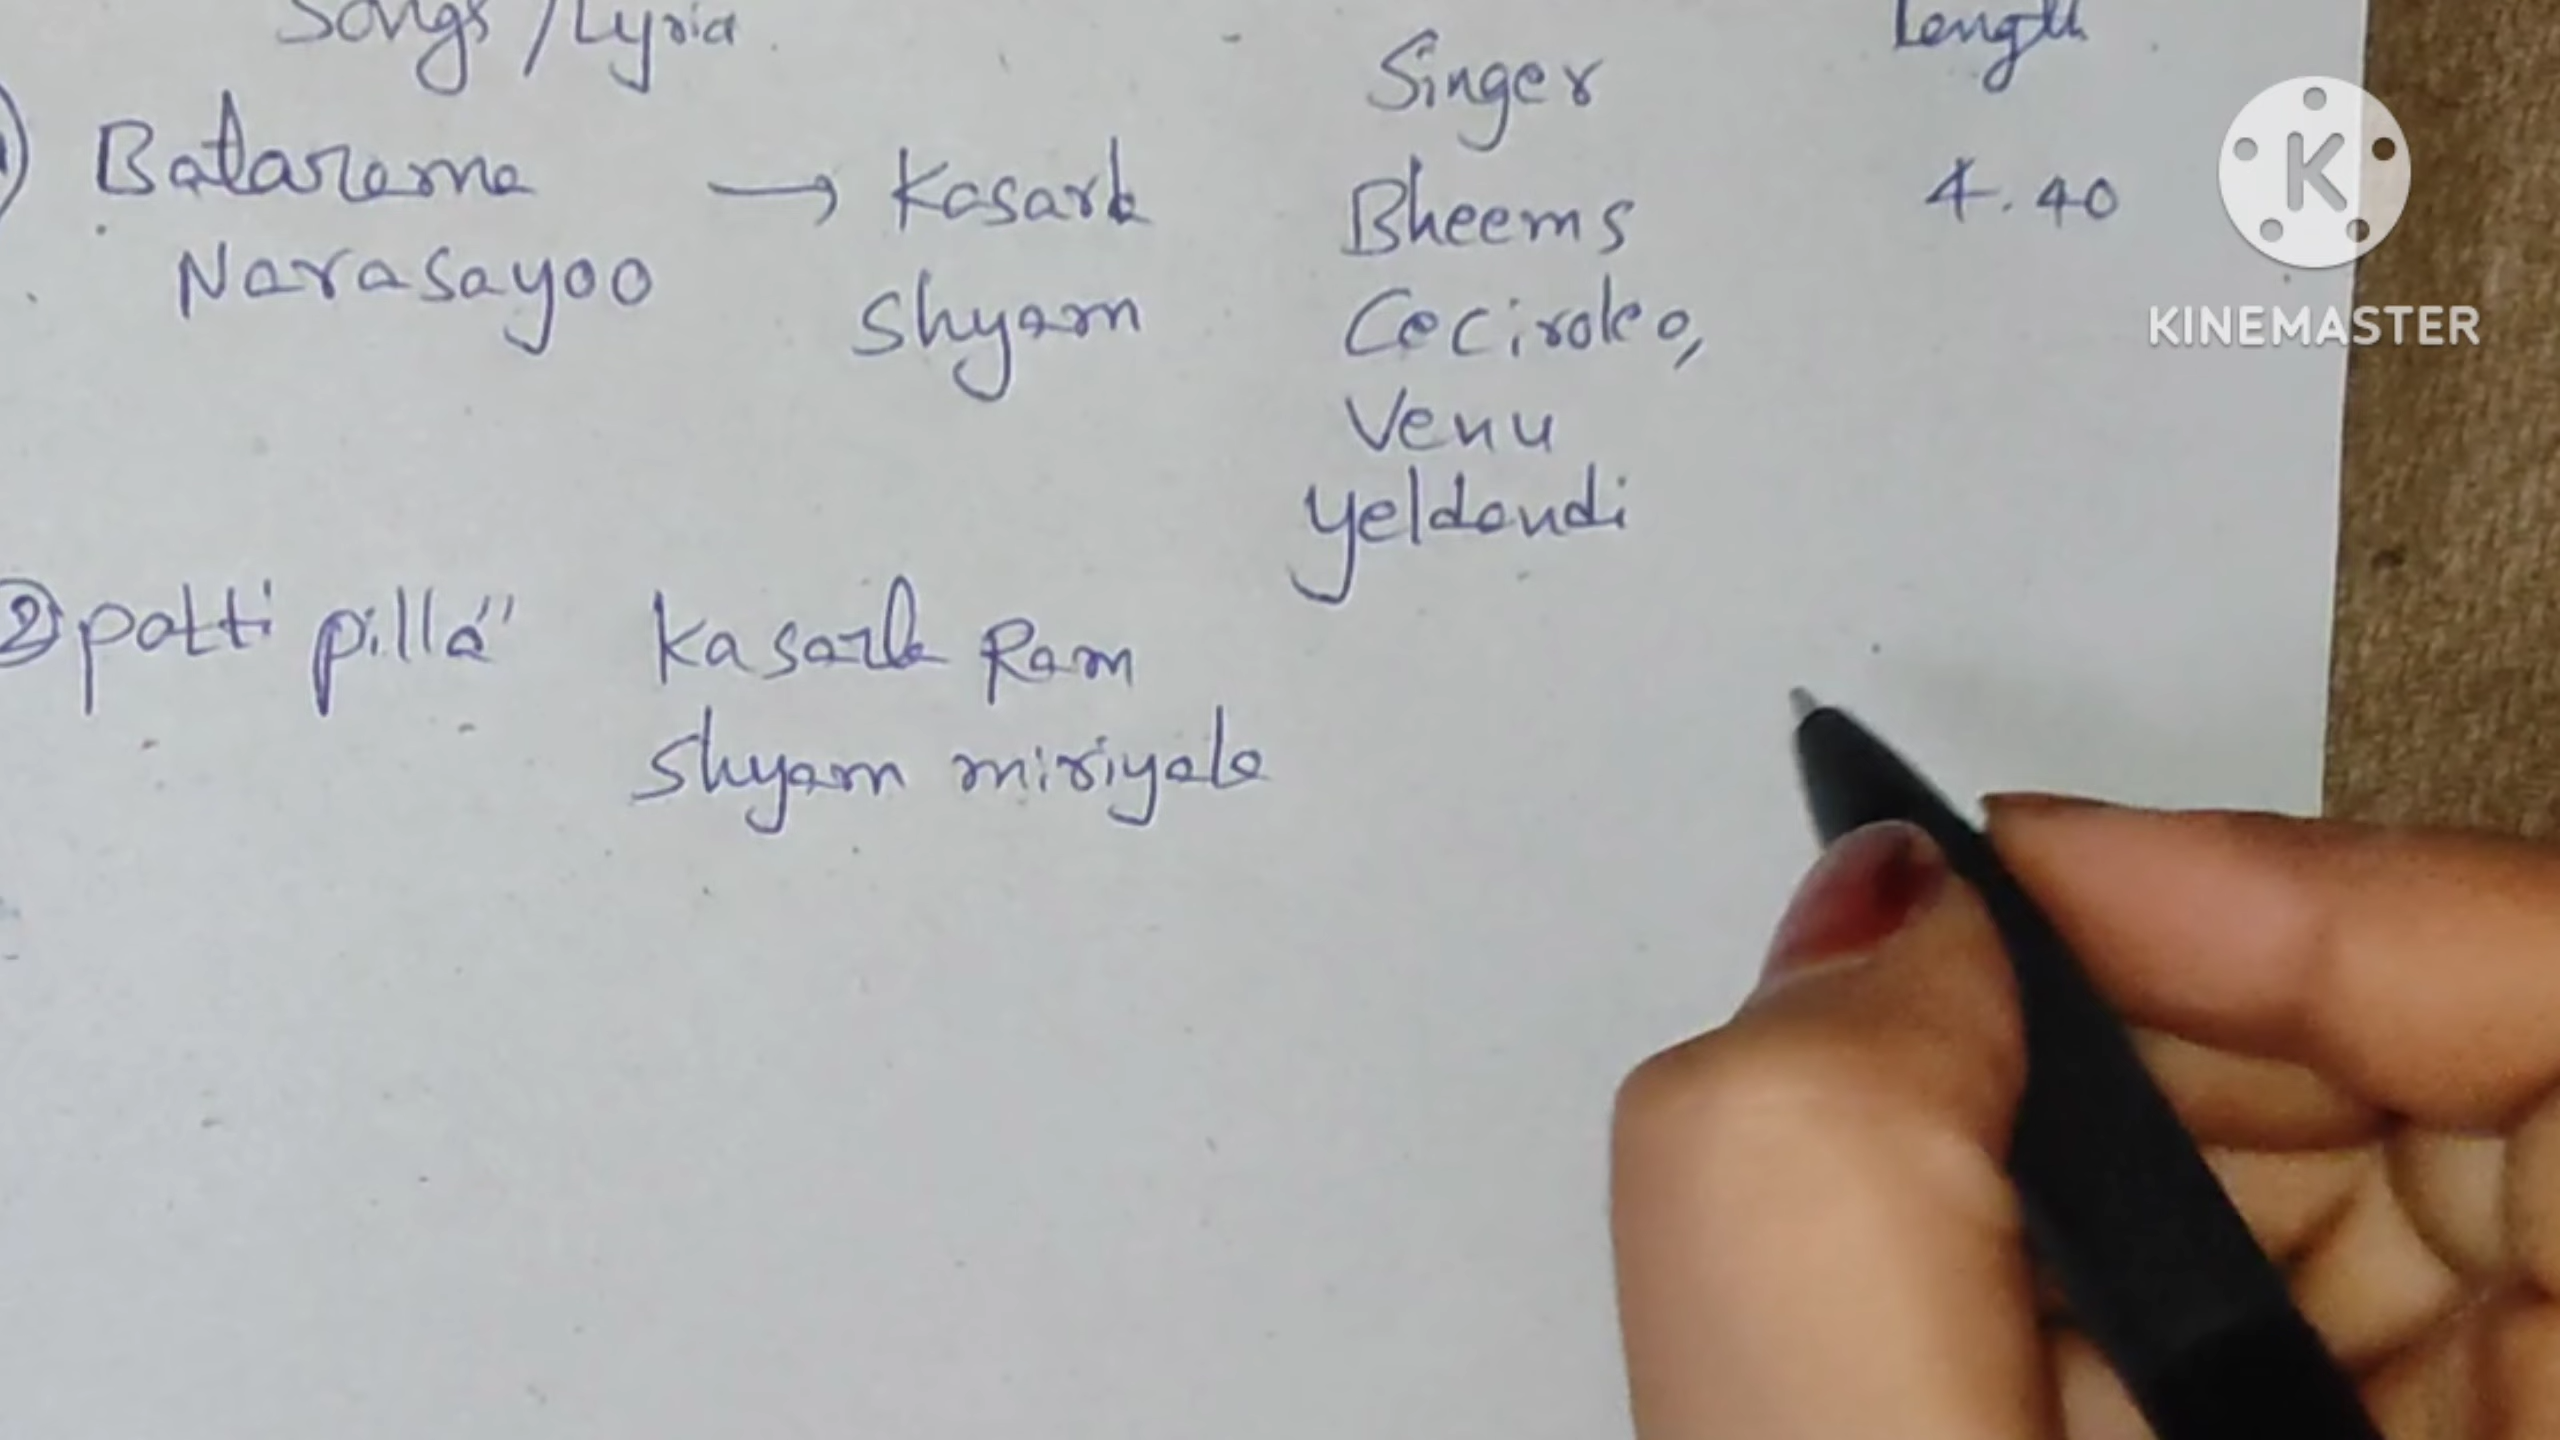 Songs / Lyric Singer Length
1) Batarama → Kasarla Bheems 4.40
Narasayoo Shyam Ceciroleo,
Venu
Yeldandi
② patti pilla" Kasarla Ram
Shyam miriyala
K
KINEMASTER